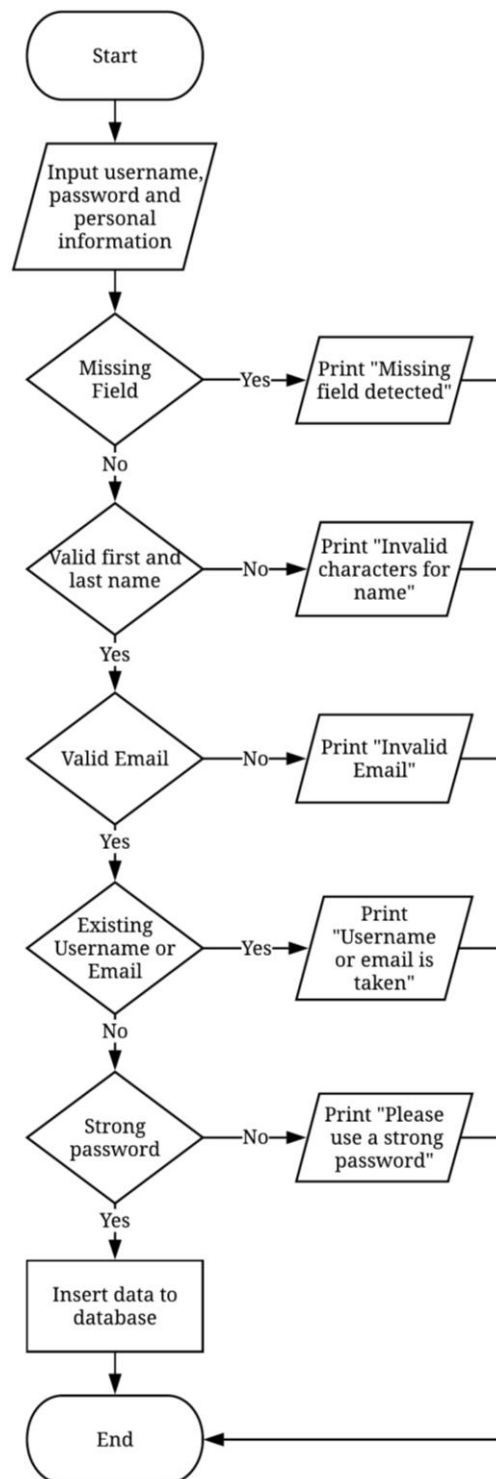 Start
Input username,
password and
personal
information
Missing
Field
Yes
Print "Missing
field detected"
No
Valid first and
last name
No
Print "Invalid
characters for
name"
Yes
Valid Email
No
Print "Invalid
Email"
Yes
Existing
Username or
Email
Yes
Print
"Username
or email is
taken"
No
Strong
password
No
Print "Please
use a strong
password"
Yes
Insert data to
database
End